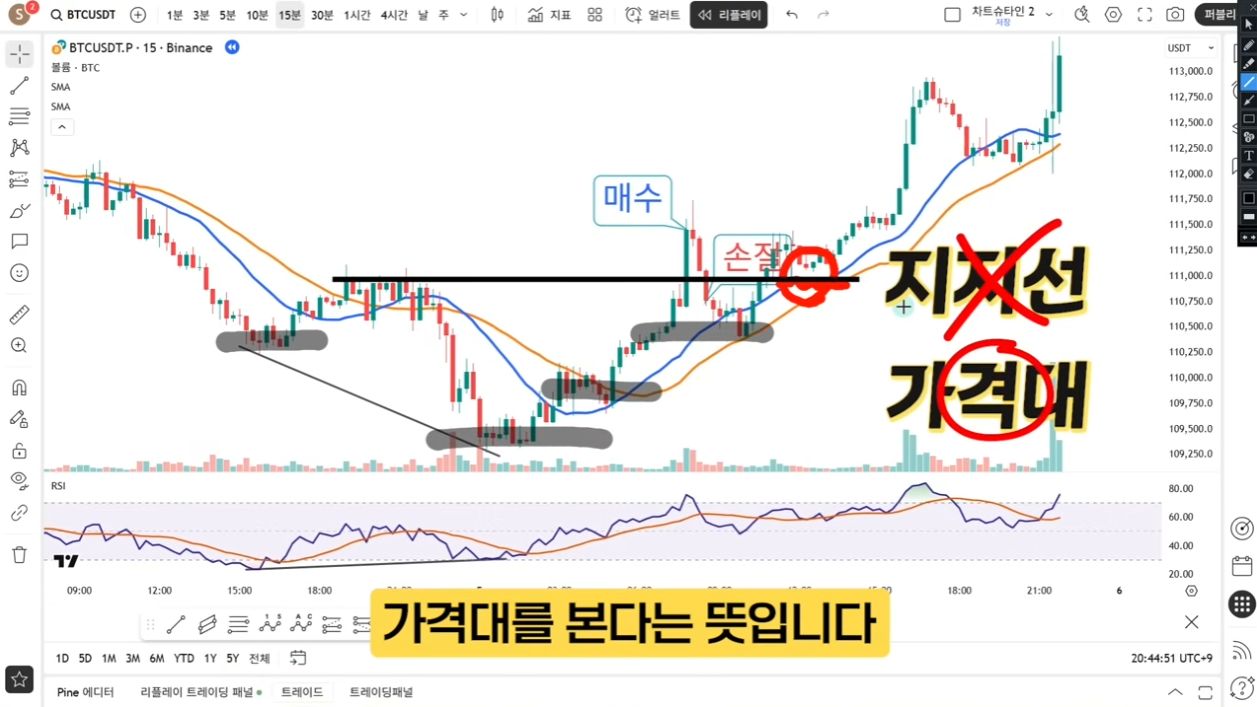 S 2 BTCUSDT 1분 3분 5분 10분 15분 30분 1시간 4시간 날 주 지표 얼러트 리플레이 차트슈타인 2 저장 퍼블리
BTCUSDT.P · 15 · Binance USDT
볼륨 · BTC
SMA
SMA
113,000.0
112,750.0
112,500.0
112,250.0
112,000.0
111,750.0
111,500.0
111,250.0
111,000.0
110,750.0
110,500.0
110,250.0
110,000.0
109,750.0
109,500.0
109,250.0
매수
손절
지지선
가격대
RSI
80.00
60.00
40.00
20.00
09:00 12:00 15:00 18:00 15:00 18:00 21:00 6
가격대를 본다는 뜻입니다
1D 5D 1M 3M 6M YTD 1Y 5Y 전체 20:44:51 UTC+9
Pine 에디터 리플레이 트레이딩 패널 트레이드 트레이딩패널